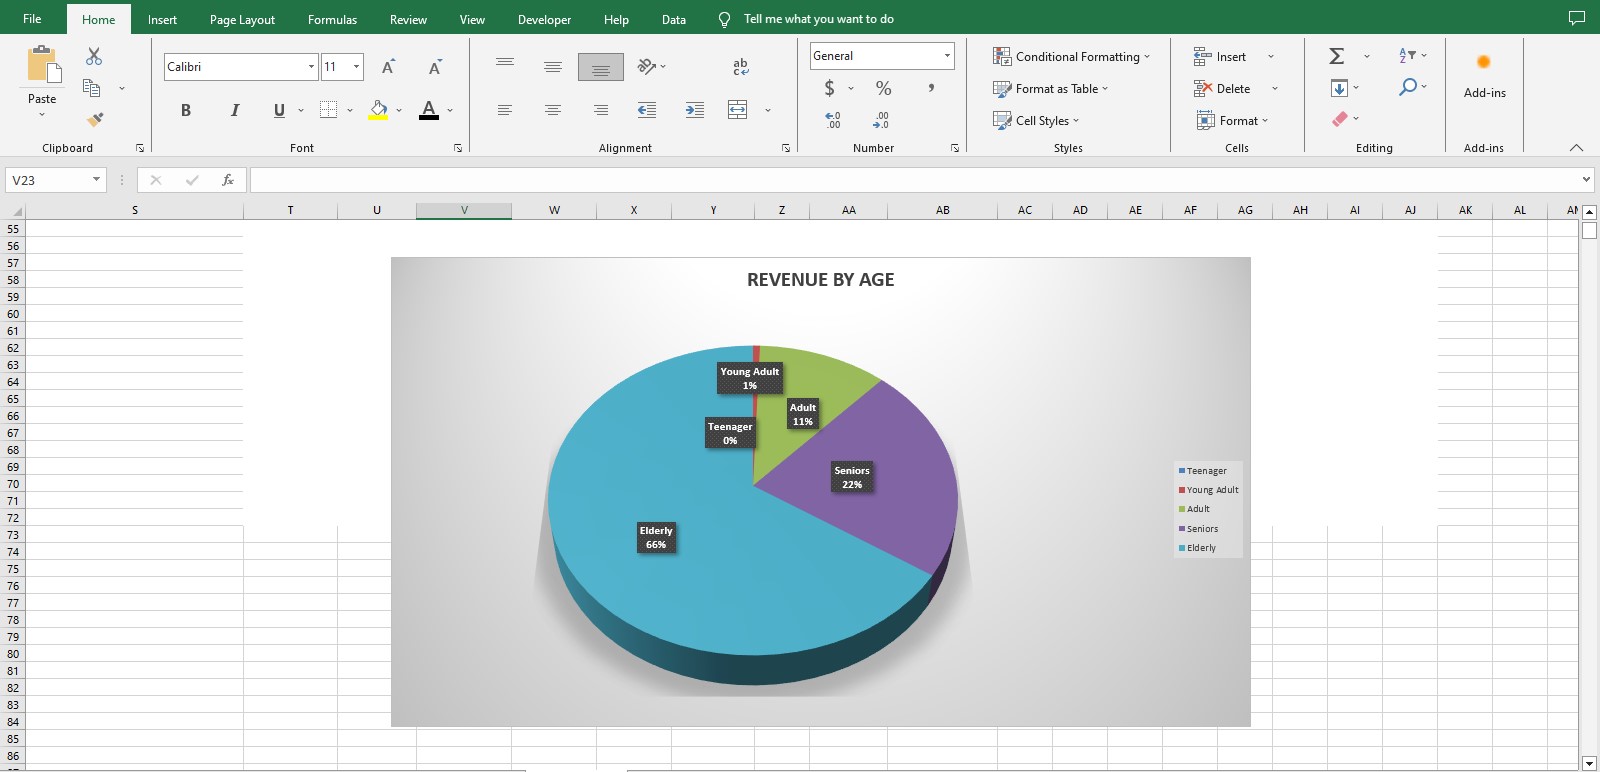 File Home Insert Page Layout Formulas Review View Developer Help Data Tell me what you want to do
Calibri 11 General Conditional Formatting Insert
Paste $ % , Format as Table Delete Add-ins
B I U A Cell Styles Format
Clipboard Font Alignment Number Styles Cells Editing Add-ins
V23 fx
S T U V W X Y Z AA AB AC AD AE AF AG AH AI AJ AK AL
55
56
57
58
59
60
61
62
63
64
65
66
67
68
69
70
71
72
73
74
75
76
77
78
79
80
81
82
83
84
85
86
REVENUE BY AGE
Young Adult
1%
Adult
11%
Teenager
0%
Seniors
22%
Elderly
66%
Teenager
Young Adult
Adult
Seniors
Elderly